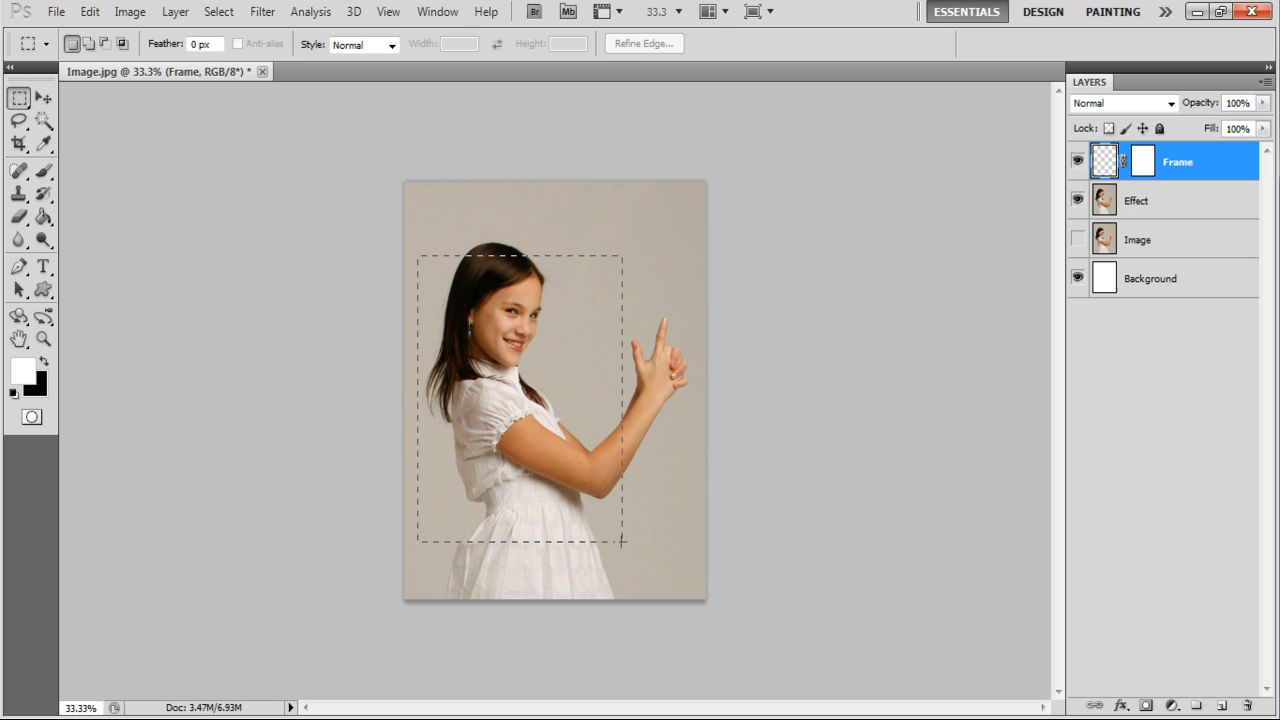 Ps File Edit Image Layer Select Filter Analysis 3D View Window Help Br Mb 33.3 ESSENTIALS DESIGN PAINTING
Feather: 0 px Anti-alias Style: Normal Width: Height: Refine Edge...
Image.jpg @ 33.3% (Frame, RGB/8*) *
LAYERS
Normal Opacity: 100%
Lock: Fill: 100%
Frame
Effect
Image
Background
33.33% Doc: 3.47M/6.93M